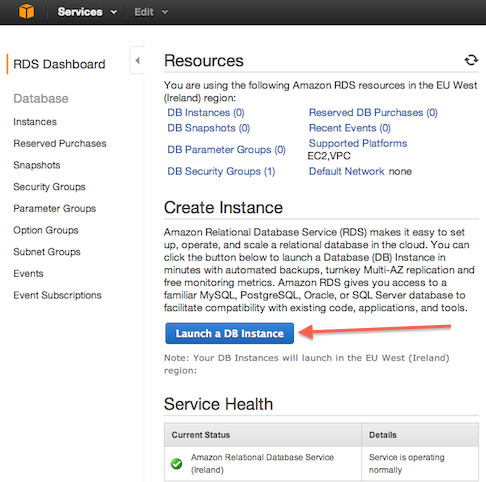 Services Edit
RDS Dashboard
Database
Instances
Reserved Purchases
Snapshots
Security Groups
Parameter Groups
Option Groups
Subnet Groups
Events
Event Subscriptions
Resources
You are using the following Amazon RDS resources in the EU West
(Ireland) region:
DB Instances (0) Reserved DB Purchases (0)
DB Snapshots (0) Recent Events (0)
DB Parameter Groups (0) Supported Platforms
EC2,VPC
DB Security Groups (1) Default Network none
Create Instance
Amazon Relational Database Service (RDS) makes it easy to set
up, operate, and scale a relational database in the cloud. You can
click the button below to launch a Database (DB) Instance in
minutes with automated backups, turnkey Multi-AZ replication and
free monitoring metrics. Amazon RDS gives you access to a
familiar MySQL, PostgreSQL, Oracle, or SQL Server database to
facilitate compatibility with existing code, applications, and tools.
Launch a DB Instance
Note: Your DB Instances will launch in the EU West (Ireland)
region:
Service Health
Current Status Details
Amazon Relational Database Service Service is operating
(Ireland) normally